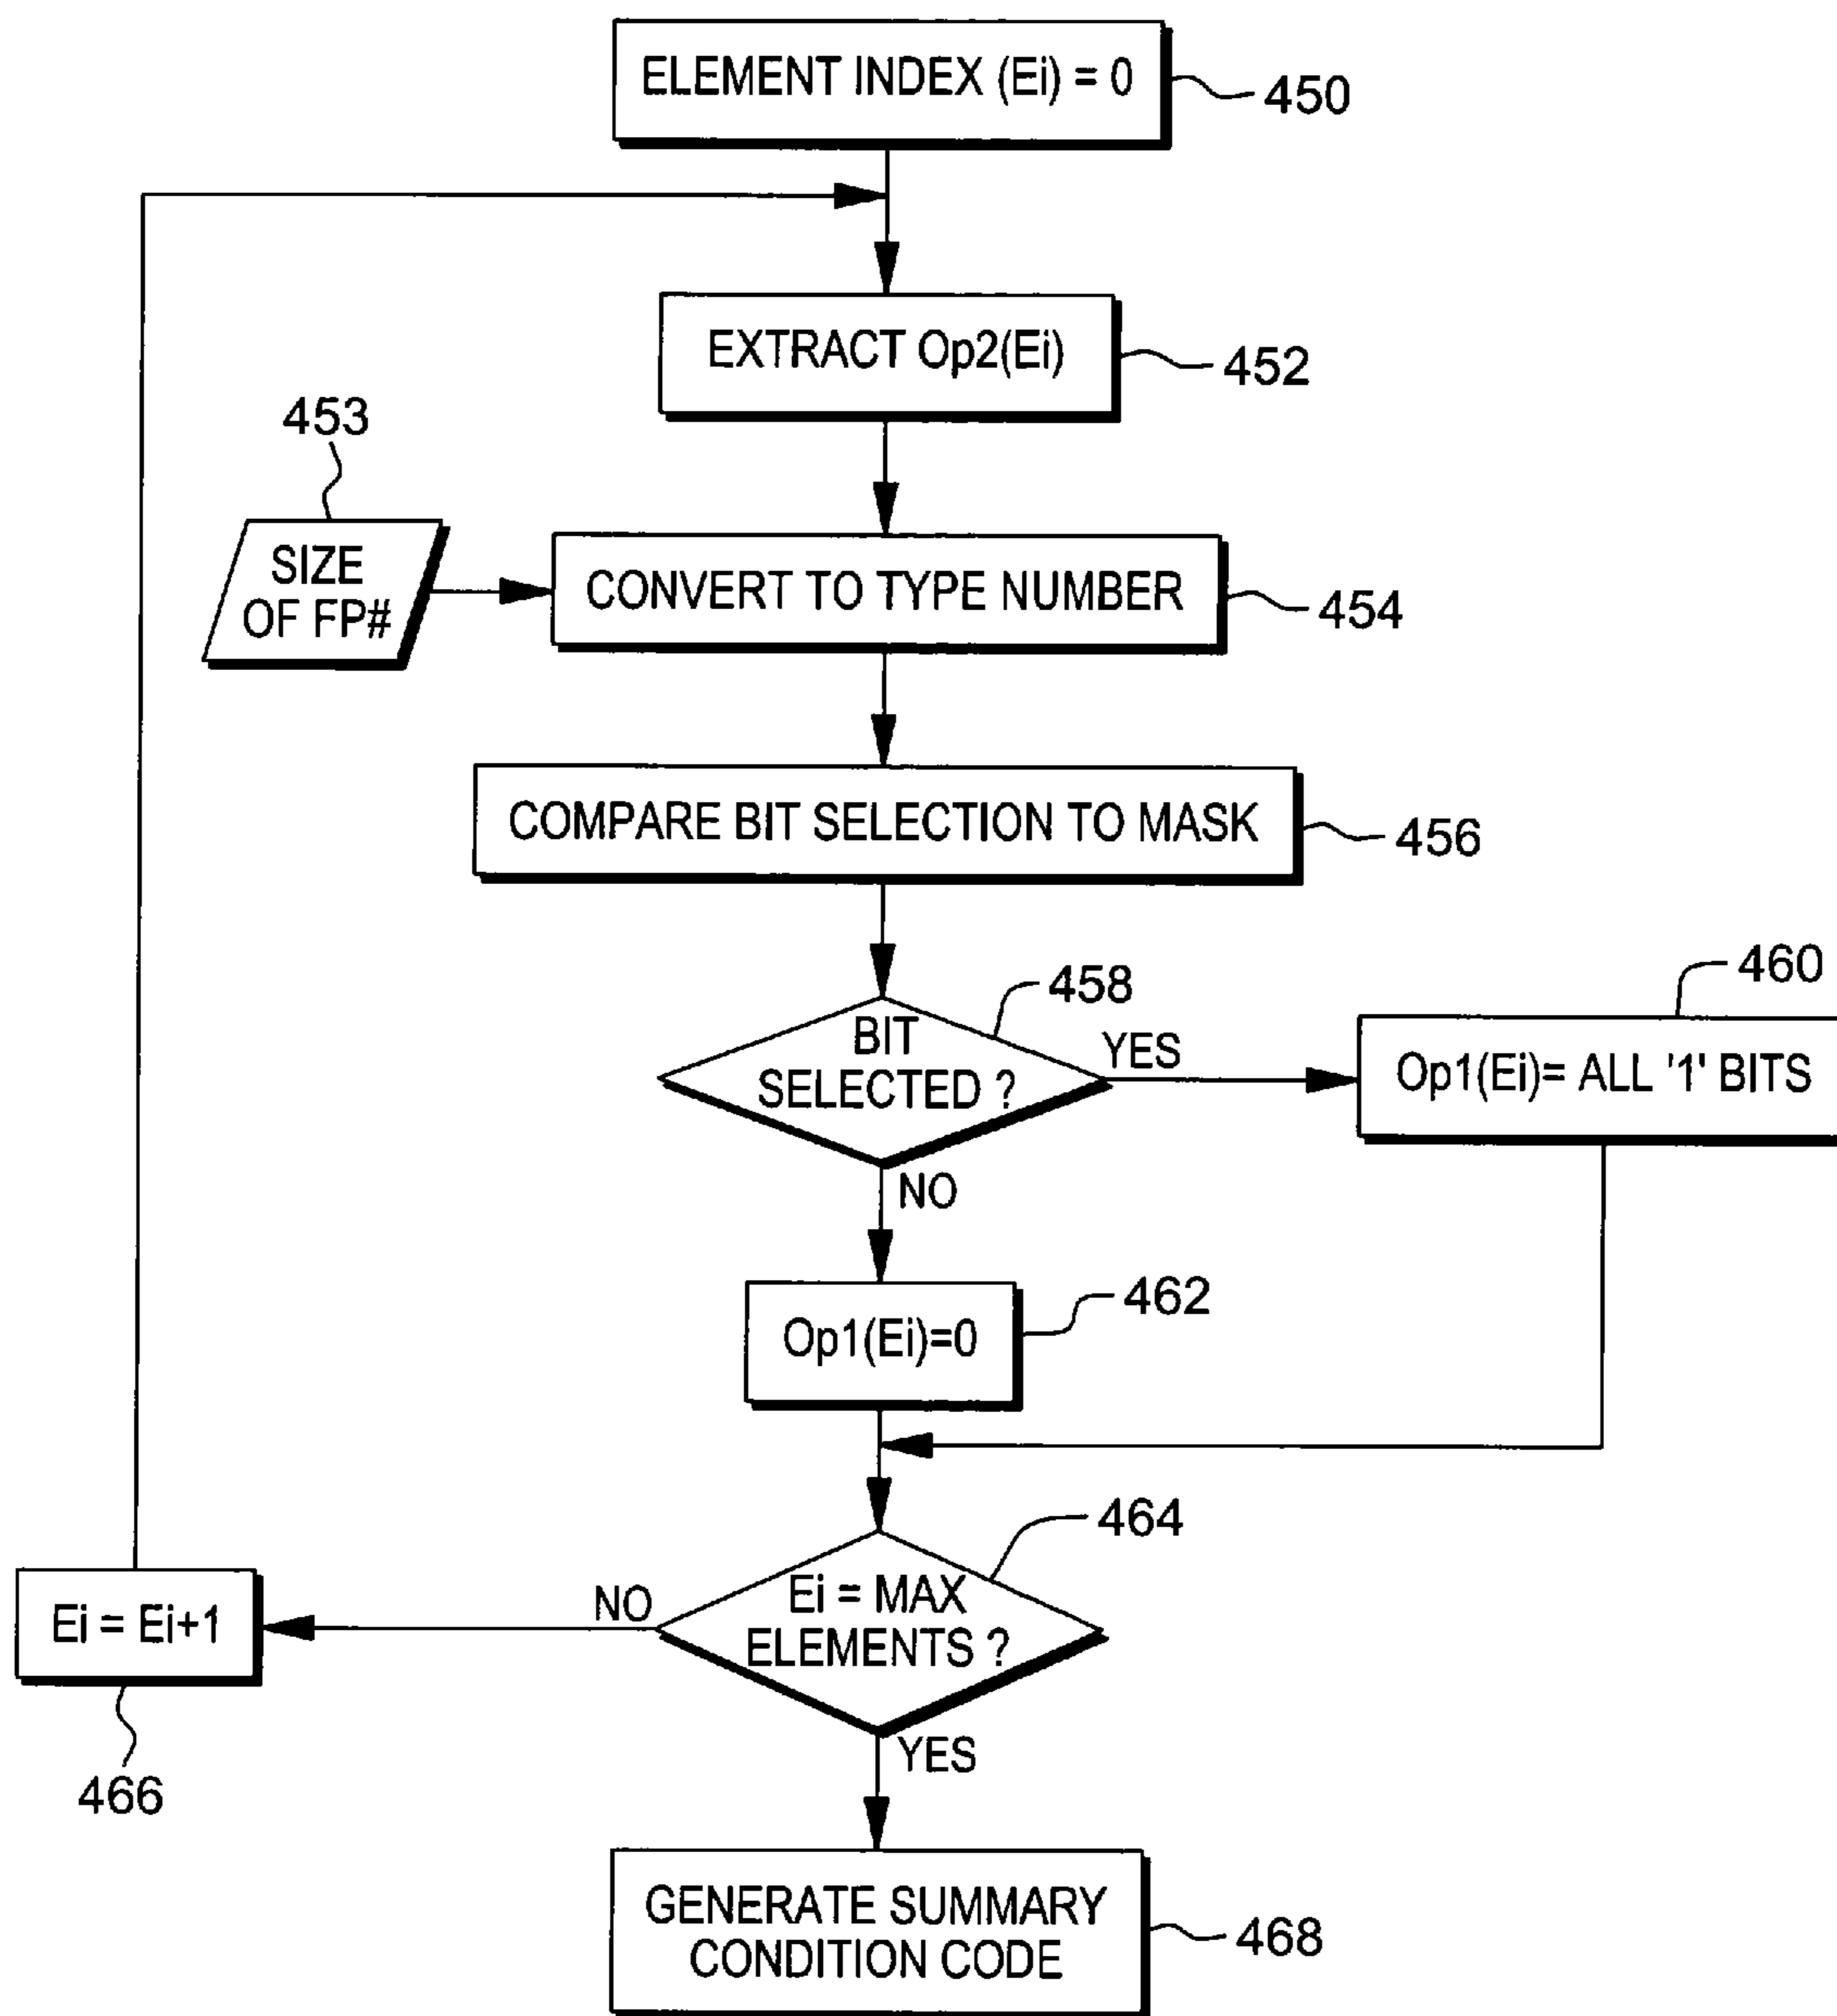 ELEMENT INDEX (Ei) = 0
450
EXTRACT Op2(Ei)
452
453
SIZE
OF FP#
CONVERT TO TYPE NUMBER
454
COMPARE BIT SELECTION TO MASK
456
458
BIT
SELECTED ?
YES
460
Op1(Ei)= ALL '1' BITS
NO
462
Op1(Ei)=0
464
Ei = MAX
ELEMENTS ?
NO
Ei = Ei+1
466
YES
GENERATE SUMMARY
CONDITION CODE
468